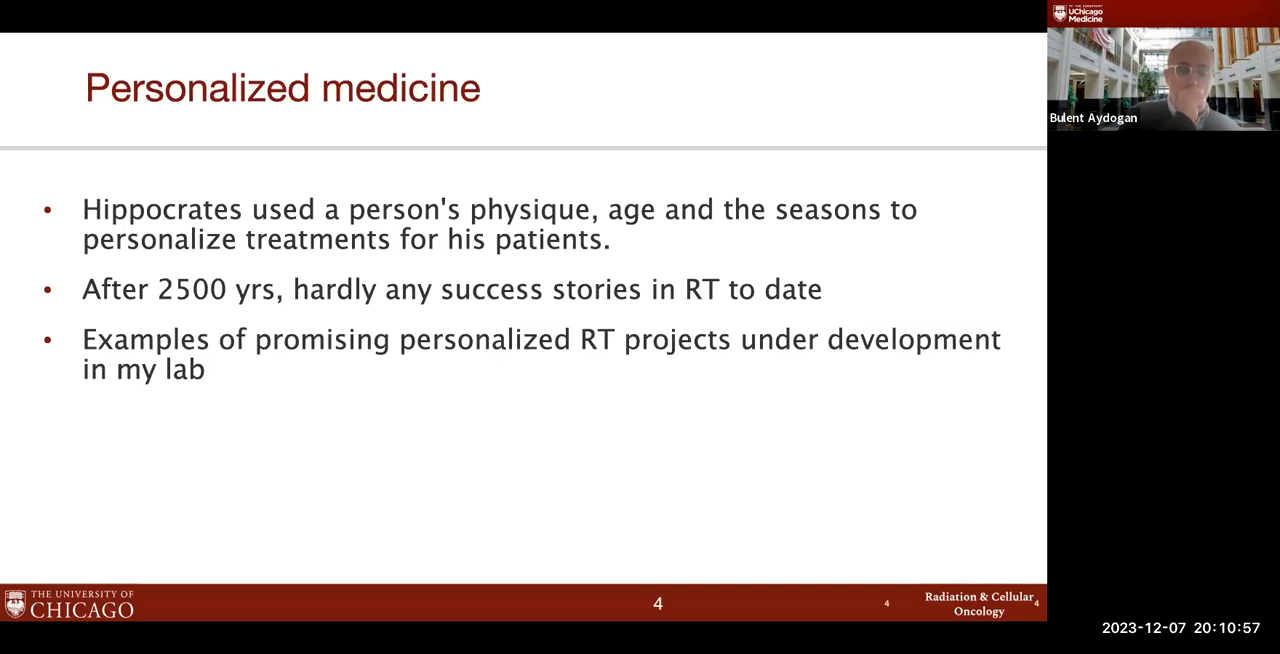 Personalized medicine
• Hippocrates used a person's physique, age and the seasons to
personalize treatments for his patients.
• After 2500 yrs, hardly any success stories in RT to date
• Examples of promising personalized RT projects under development
in my lab
THE UNIVERSITY OF
CHICAGO
4
4
Radiation & Cellular
Oncology
4
UChicago
Medicine
Bulent Aydogan
2023-12-07 20:10:57